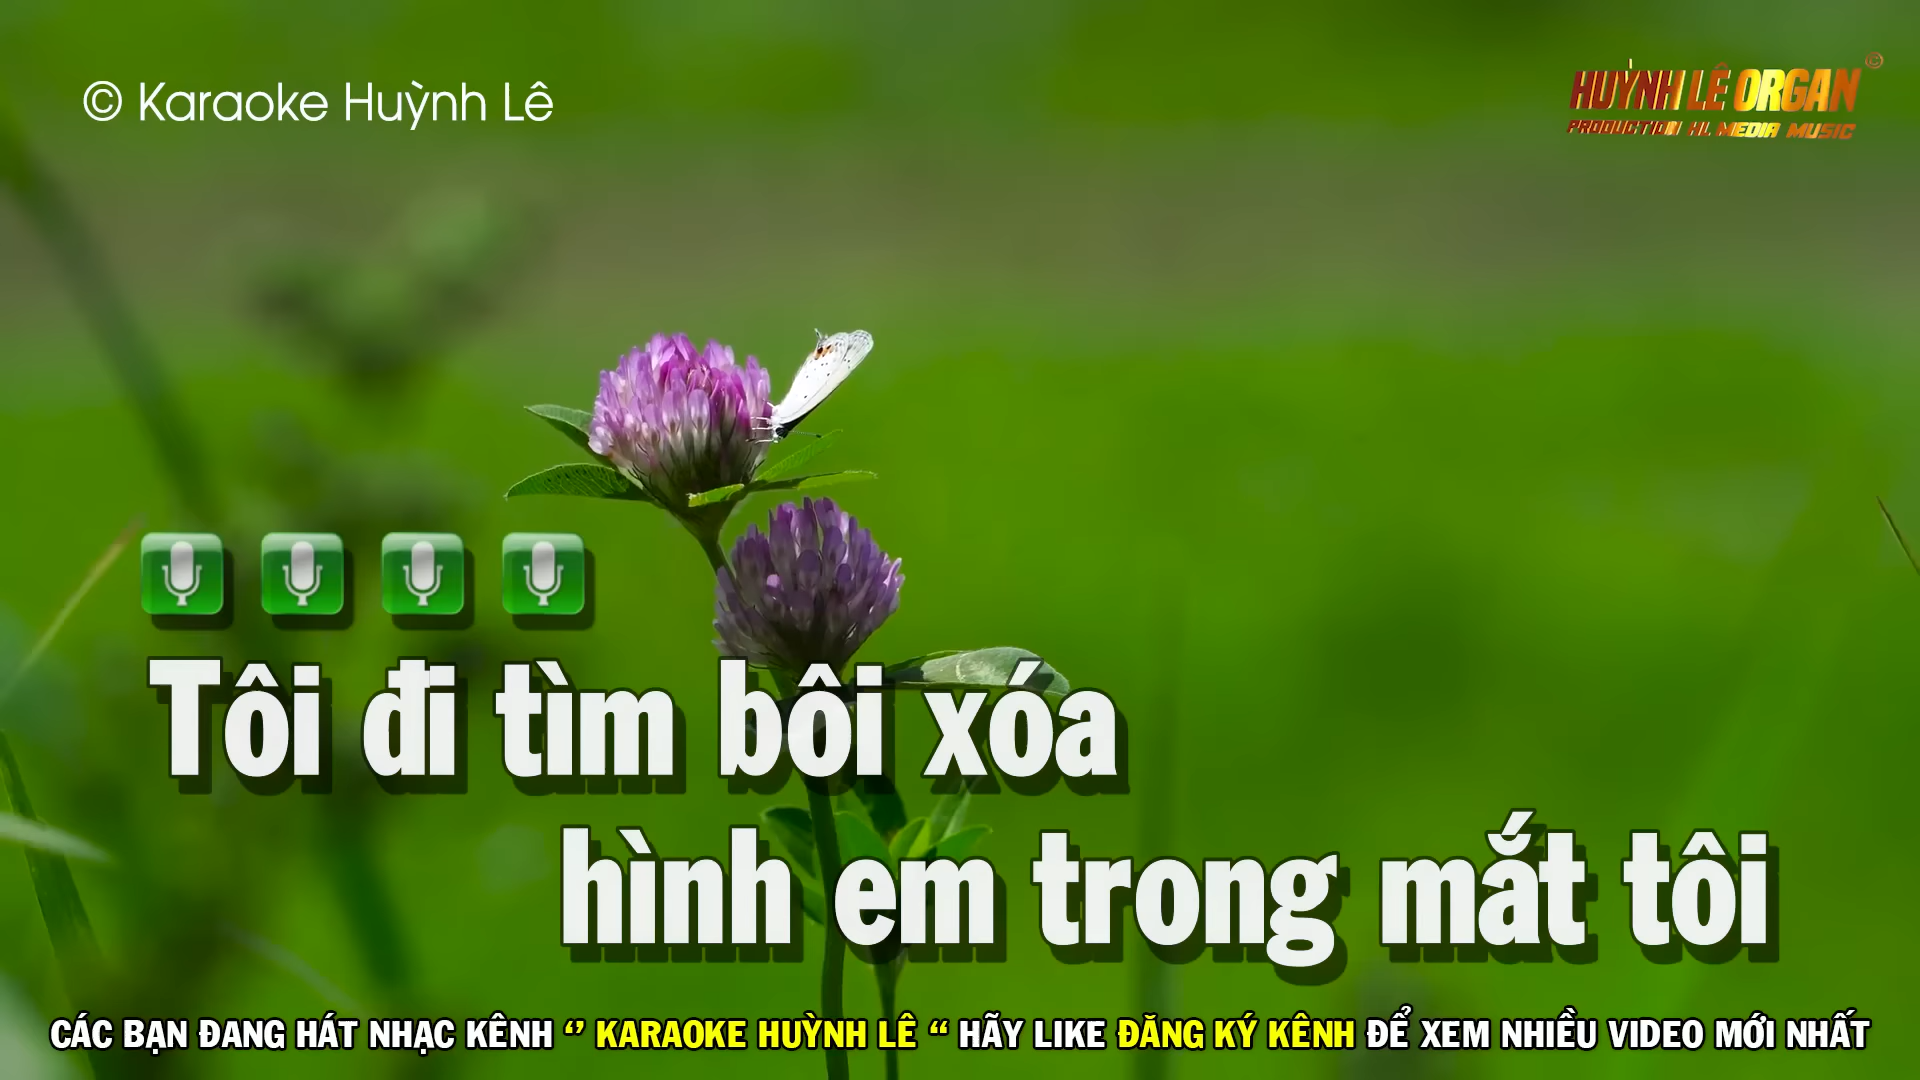 © Karaoke Huỳnh Lê
HUỲNH LÊ ORGAN ©
PRODUCTION HL MEDIA MUSIC
Tôi đi tìm bôi xóa
hình em trong mắt tôi
CÁC BẠN ĐANG HÁT NHẠC KÊNH ‘’ KARAOKE HUỲNH LÊ “ HÃY LIKE ĐĂNG KÝ KÊNH ĐỂ XEM NHIỀU VIDEO MỚI NHẤT